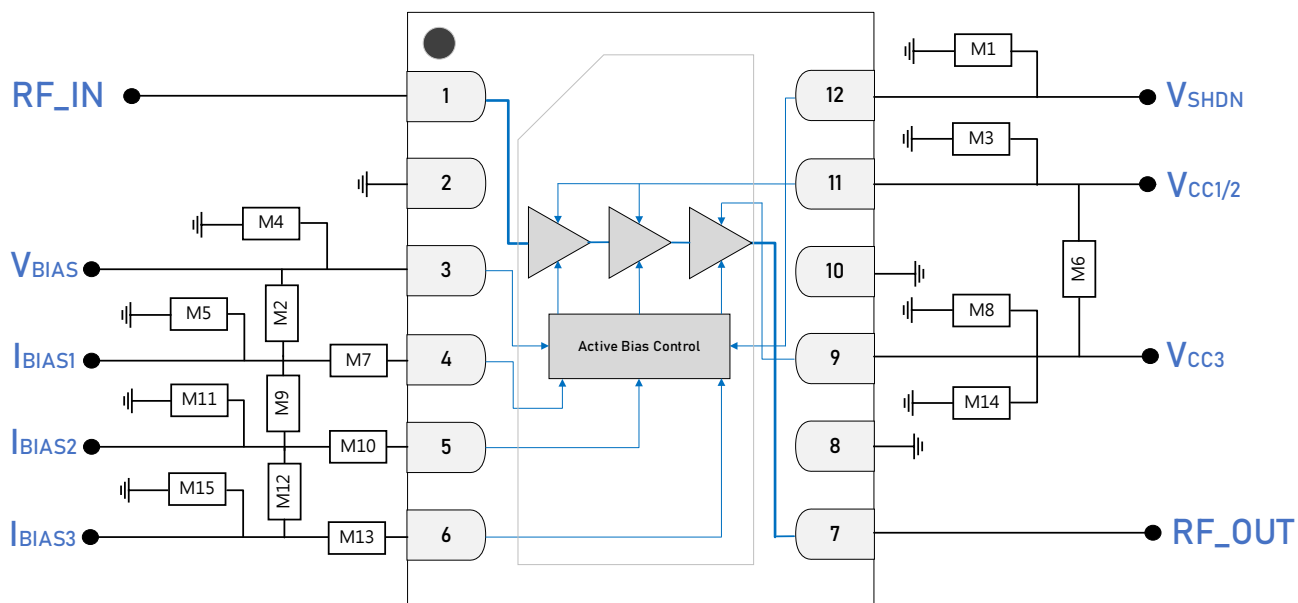 M1
RF_IN
1
12
VSHDN
M3
2
11
VCC1/2
M4
VBIAS
3
10
M2
M6
M5
M8
Active Bias Control
IBIAS1
M7
4
9
VCC3
M11
M9
M14
IBIAS2
M10
5
8
M15
M12
IBIAS3
M13
6
7
RF_OUT